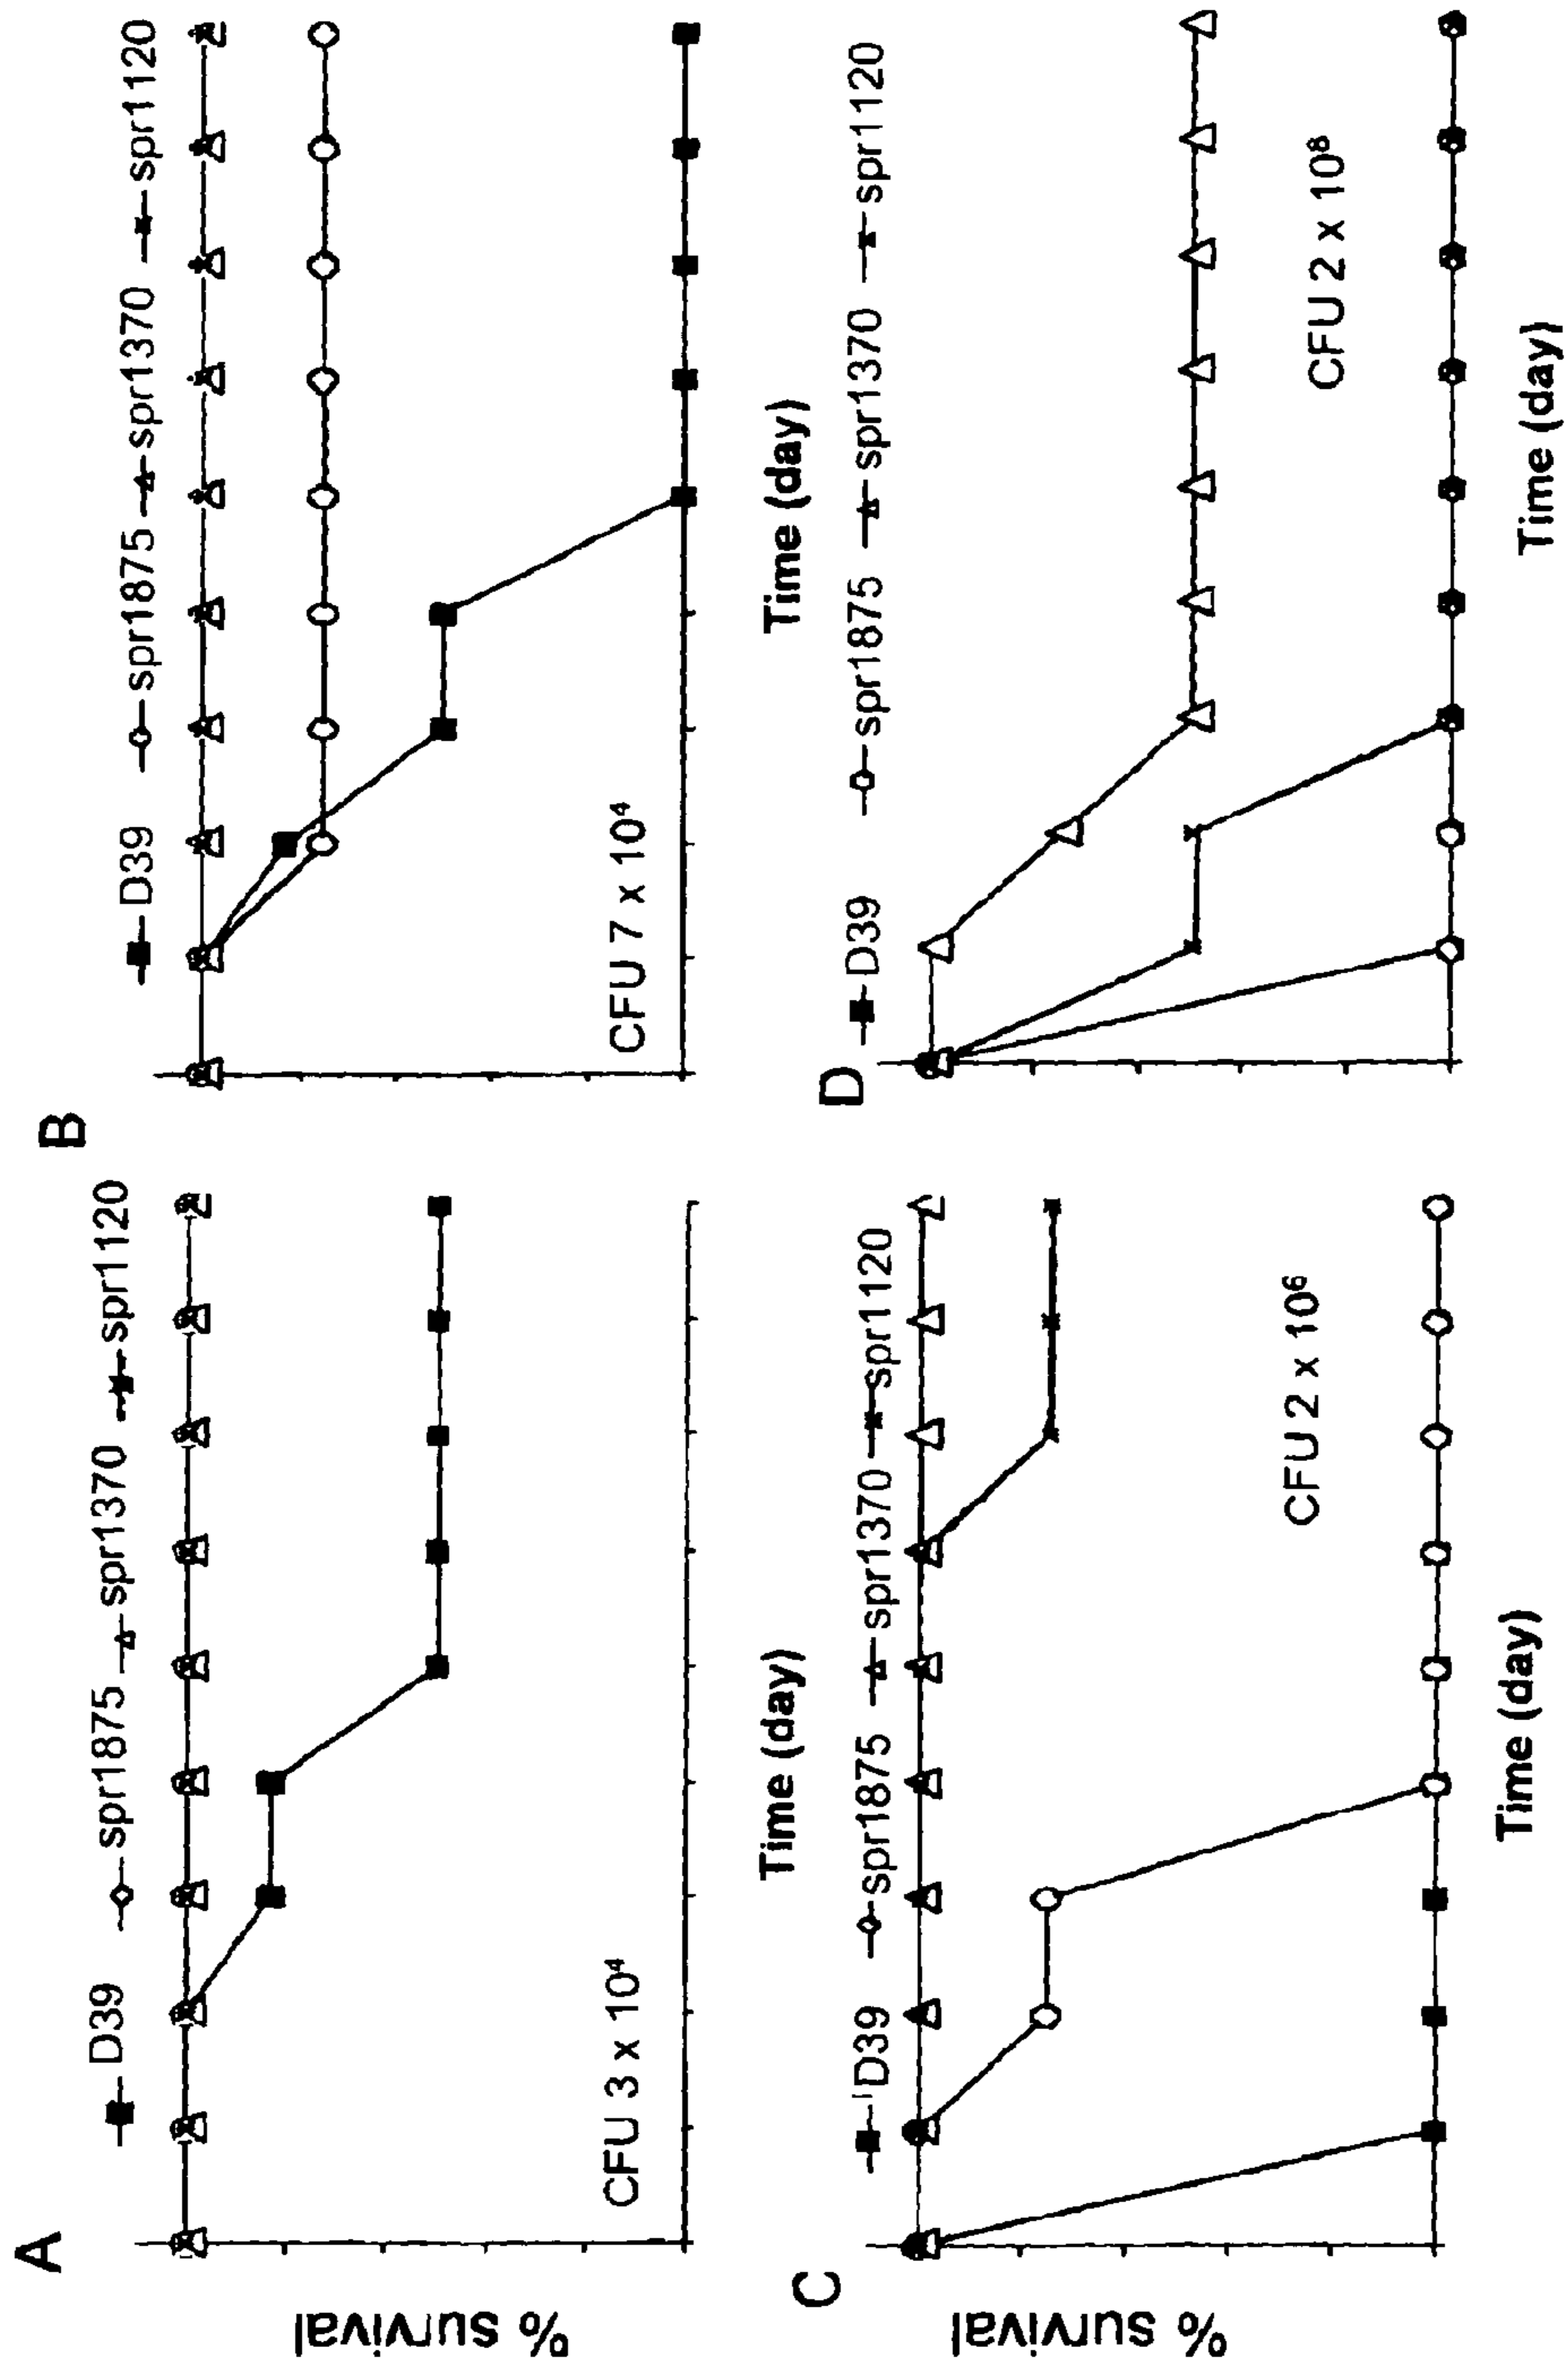 A
D39 spr1875 spr1370 spr1120
% survival
CFU 3 x 10⁴
Time (day)
B
D39 spr1875 spr1370 spr1120
CFU 7 x 10⁴
Time (day)
C
D39 spr1875 spr1370 spr1120
% survival
CFU 2 x 10⁶
Time (day)
D
D39 spr1875 spr1370 spr1120
CFU 2 x 10⁸
Time (day)